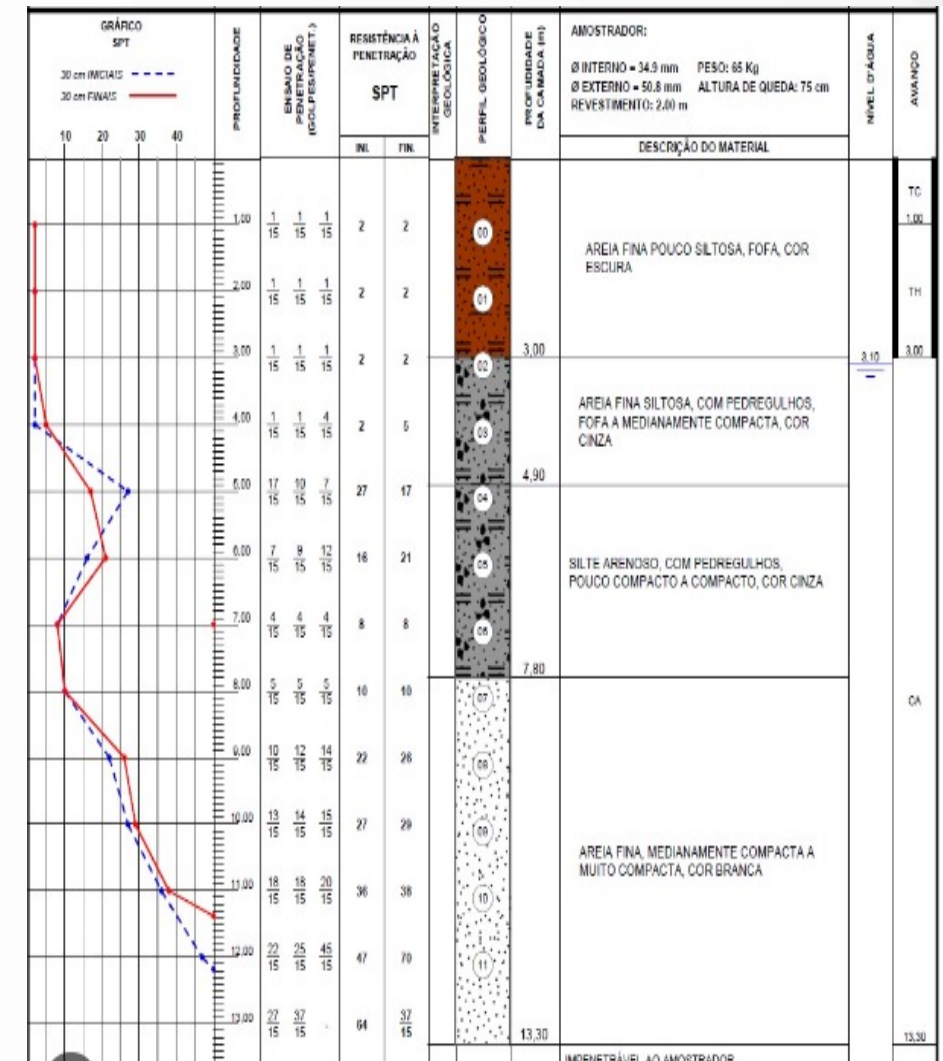 GRÁFICO
SPT
30 cm INICIAIS
30 cm FINAIS
10 20 30 40
PROFUNDIDADE
ENSAIO DE
PENETRAÇÃO
(GOLPES/PENET.)
RESISTÊNCIA À
PENETRAÇÃO
SPT
INI. FIN.
INTERPRETAÇÃO
GEOLÓGICA
PERFIL GEOLÓGICO
PROFUDIDADE
DA CAMADA (m)
AMOSTRADOR:
Ø INTERNO = 34.9 mm PESO: 65 Kg
Ø EXTERNO = 50.8 mm ALTURA DE QUEDA: 75 cm
REVESTIMENTO: 2.00 m
DESCRIÇÃO DO MATERIAL
NÍVEL D'ÁGUA
AVANÇO
TC
1,00 1/15 1/15 1/15 2 2 00 1,00
AREIA FINA POUCO SILTOSA, FOFA, COR
ESCURA
2,00 1/15 1/15 1/15 2 2 01 TH
3,00 1/15 1/15 1/15 2 2 02 3,00 3,10 3,00
4,00 1/15 1/15 4/15 2 5 03
AREIA FINA SILTOSA, COM PEDREGULHOS,
FOFA A MEDIANAMENTE COMPACTA, COR
CINZA
4,90
5,00 17/15 10/15 7/15 27 17 04
6,00 7/15 9/15 12/15 16 21 05
SILTE ARENOSO, COM PEDREGULHOS,
POUCO COMPACTO A COMPACTO, COR CINZA
7,00 4/15 4/15 4/15 8 8 06
7,80
8,00 5/15 5/15 5/15 10 10 07 CA
9,00 10/15 12/15 14/15 22 26 08
10,00 13/15 14/15 15/15 27 29 09
AREIA FINA, MEDIANAMENTE COMPACTA A
MUITO COMPACTA, COR BRANCA
11,00 18/15 18/15 20/15 36 38 10
12,00 22/15 25/15 45/15 47 70 11
13,00 27/15 37/15 - 64 37/15 13,30 13,30
IMPENETRÁVEL AO AMOSTRADOR